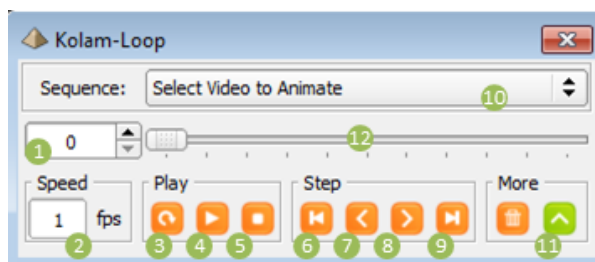 Kolam-Loop
Sequence: Select Video to Animate 10
1 0 12
Speed Play Step More
1 fps
2 3 4 5 6 7 8 9 11